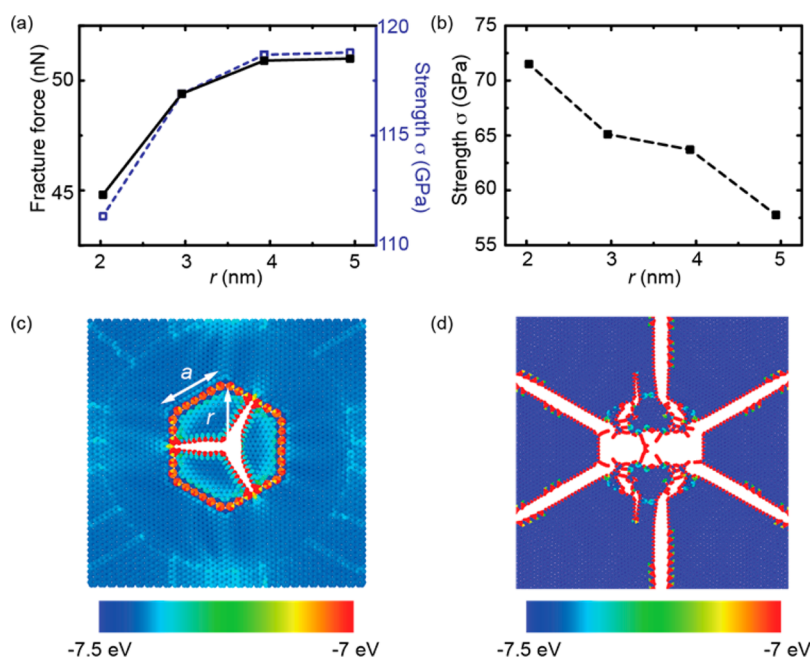 (a)
Fracture force (nN)
50
45
2
3
4
5
r (nm)
120
115
110
Strength σ (GPa)
(b)
Strength σ (GPa)
75
70
65
60
55
2
3
4
5
r (nm)
(c)
a
r
-7.5 eV
-7 eV
(d)
-7.5 eV
-7 eV